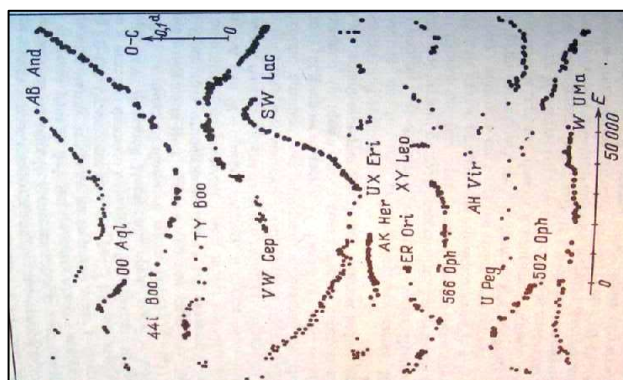 AB And
OO Aql
44i Boo
TY Boo
VW Cep
SW Lac
UX Eri
AK Her
ER Ori
XY Leo
566 Oph
AH Vir
U Peg
502 Oph
W UMa
O-C
0,1ᵈ
0
0
50 000
E